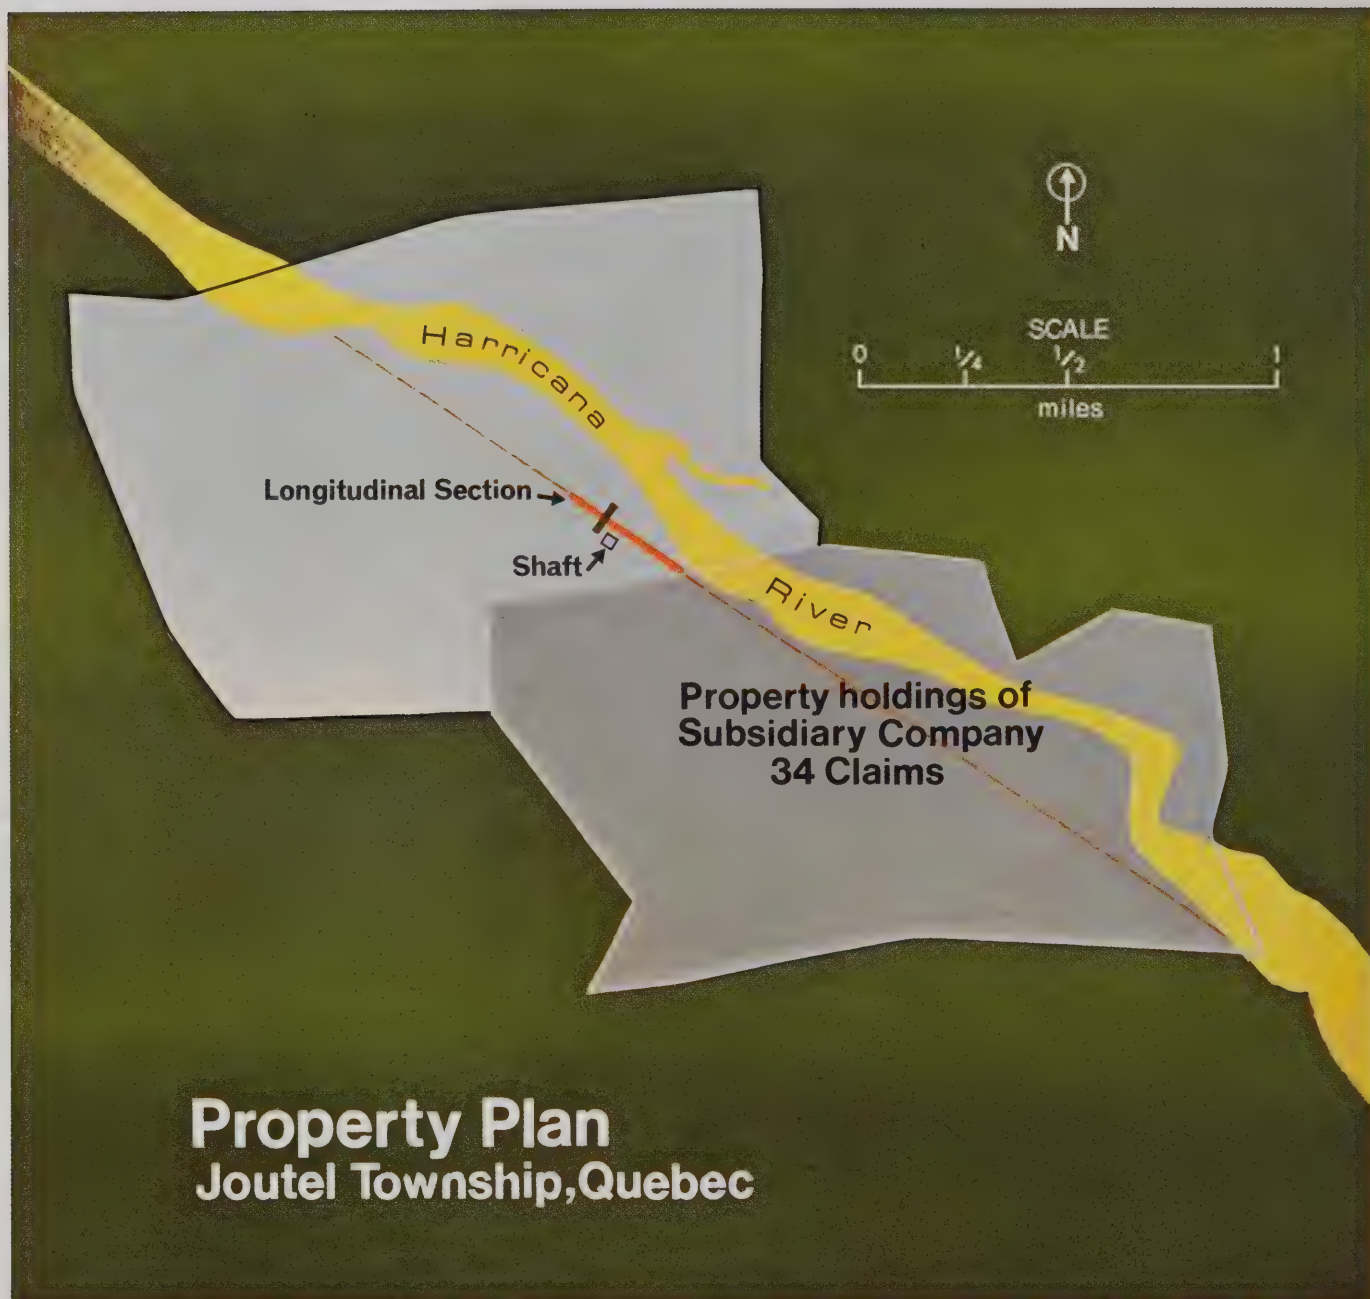 N
SCALE
0 1/4 1/2 1
miles
Harricana
River
Longitudinal Section
Shaft
Property holdings of
Subsidiary Company
34 Claims
Property Plan
Joutel Township, Quebec